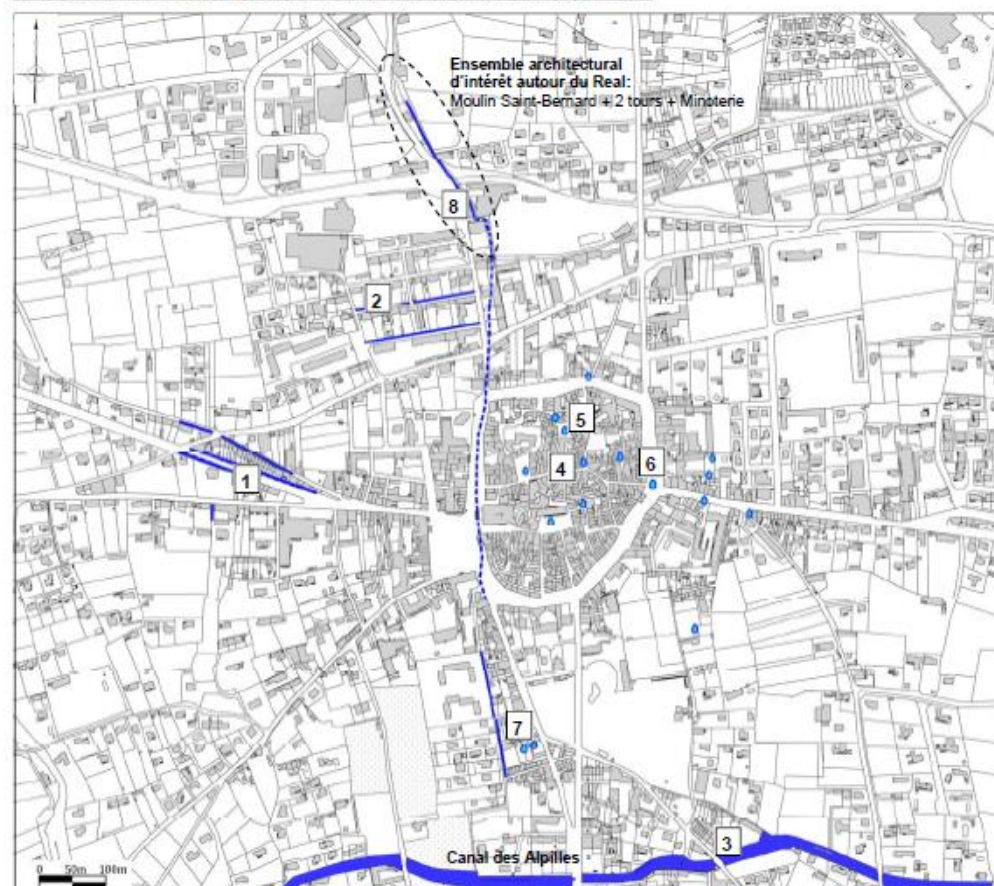 Ensemble architectural
d'intérêt autour du Real:
Moulin Saint-Bernard + 2 tours + Minoterie
8
2
5
4
6
1
7
3
Canal des Alpilles
0 50m 100m